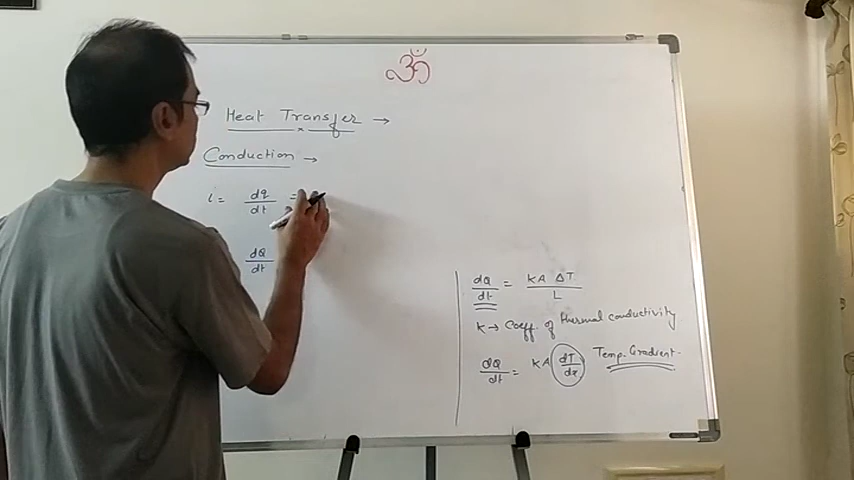 ॐ
Heat Transfer →
Conduction →
i = dq/dt =
dQ/dt
dQ/dt = KA ΔT/L
K → Coeff. of thermal conductivity
dQ/dt = KA dT/dx Temp. Gradient.